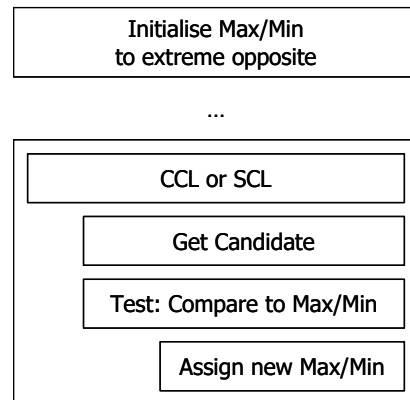 Initialise Max/Min
to extreme opposite
...
CCL or SCL
Get Candidate
Test: Compare to Max/Min
Assign new Max/Min